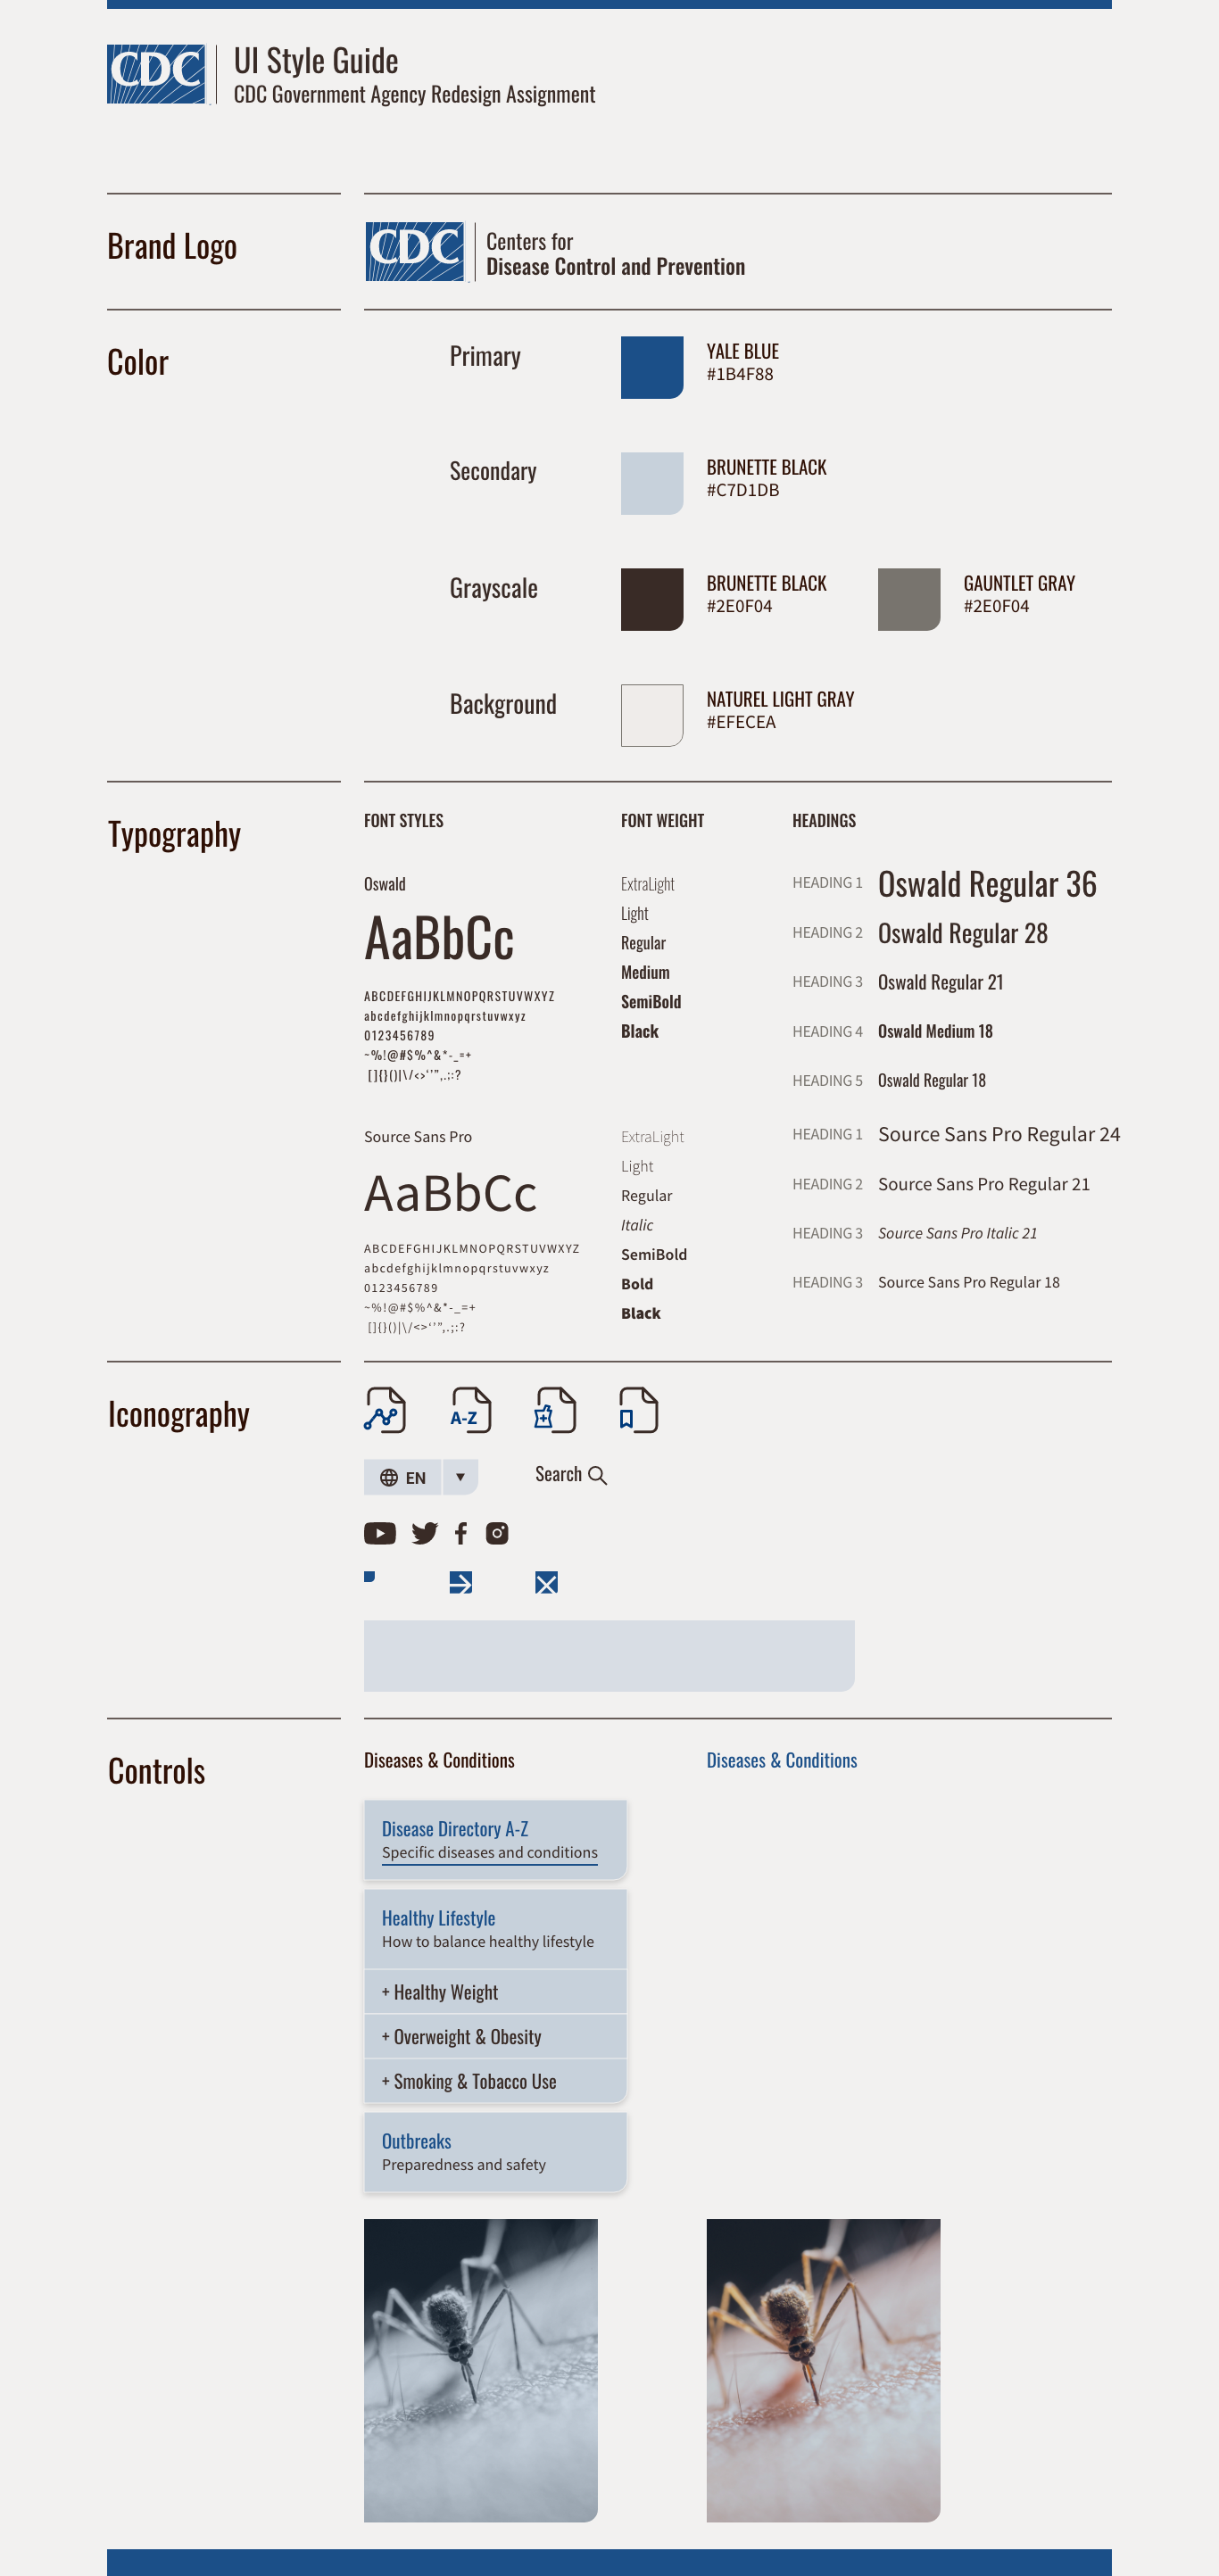 CDC
UI Style Guide
CDC Government Agency Redesign Assignment
Brand Logo
CDC
Centers for
Disease Control and Prevention
Color
Primary
YALE BLUE
#1B4F88
Secondary
BRUNETTE BLACK
#C7D1DB
Grayscale
BRUNETTE BLACK
#2E0F04
GAUNTLET GRAY
#2E0F04
Background
NATUREL LIGHT GRAY
#EFECEA
Typography
FONT STYLES
Oswald
AaBbCc
ABCDEFGHIJKLMNOPQRSTUVWXYZ
abcdefghijklmnopqrstuvwxyz
0123456789
~%!@#$%^&*-_=+
[]{}()|\/<>‘’”,.;:?
Source Sans Pro
AaBbCc
ABCDEFGHIJKLMNOPQRSTUVWXYZ
abcdefghijklmnopqrstuvwxyz
0123456789
~%!@#$%^&*-_=+
[]{}()|\/<>‘’”,.;:?
FONT WEIGHT
ExtraLight
Light
Regular
Medium
SemiBold
Black
ExtraLight
Light
Regular
Italic
SemiBold
Bold
Black
HEADINGS
HEADING 1 Oswald Regular 36
HEADING 2 Oswald Regular 28
HEADING 3 Oswald Regular 21
HEADING 4 Oswald Medium 18
HEADING 5 Oswald Regular 18
HEADING 1 Source Sans Pro Regular 24
HEADING 2 Source Sans Pro Regular 21
HEADING 3 Source Sans Pro Italic 21
HEADING 3 Source Sans Pro Regular 18
Iconography
A-Z
EN
Search
Controls
Diseases & Conditions
Diseases & Conditions
Disease Directory A-Z
Specific diseases and conditions
Healthy Lifestyle
How to balance healthy lifestyle
+ Healthy Weight
+ Overweight & Obesity
+ Smoking & Tobacco Use
Outbreaks
Preparedness and safety